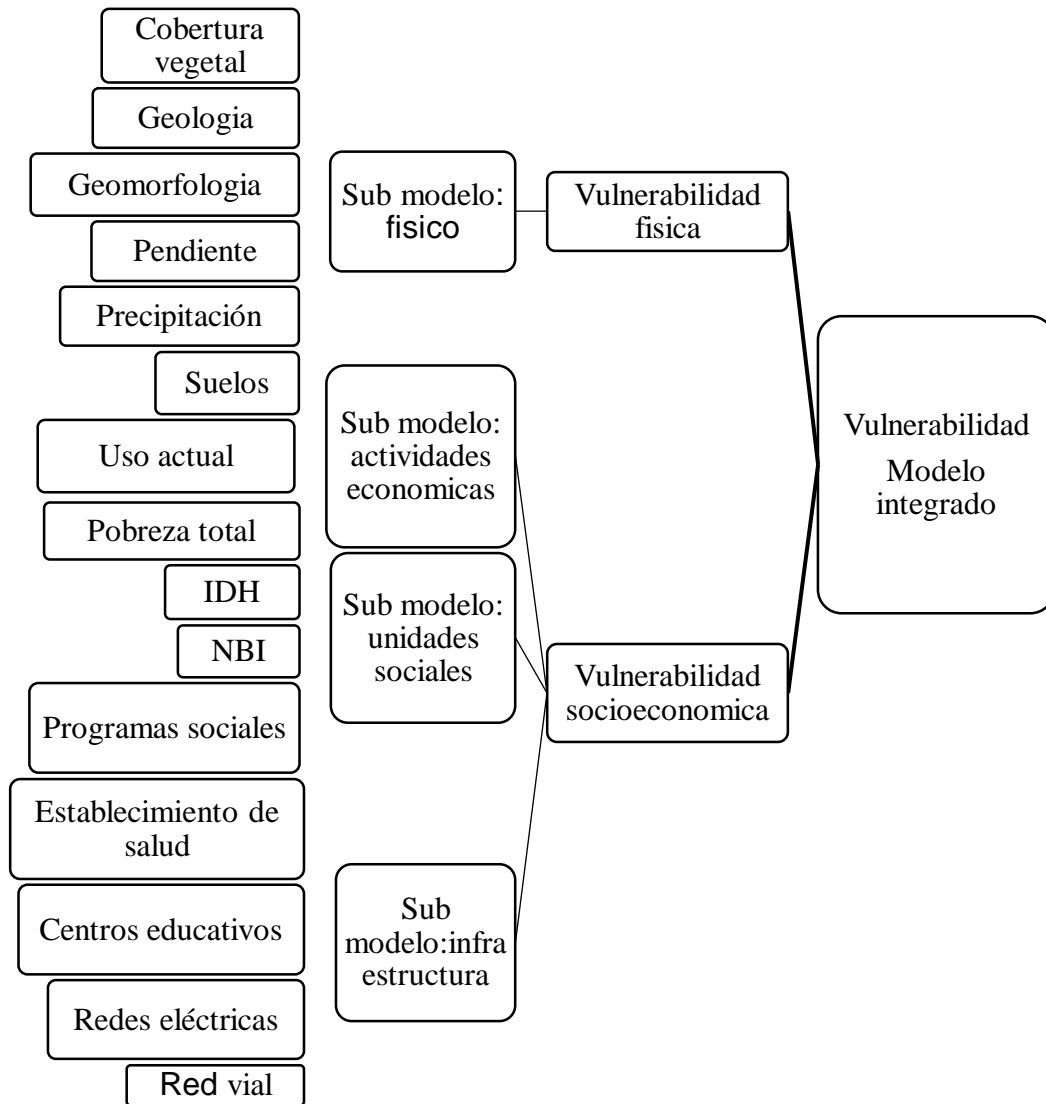 Cobertura
vegetal
Geologia
Geomorfologia
Pendiente
Precipitación
Suelos
Uso actual
Pobreza total
IDH
NBI
Programas sociales
Establecimiento de
salud
Centros educativos
Redes eléctricas
Red vial
Sub modelo:
fisico
Sub modelo:
actividades
economicas
Sub modelo:
unidades
sociales
Sub
modelo:infra
estructura
Vulnerabilidad
fisica
Vulnerabilidad
socioeconomica
Vulnerabilidad
Modelo
integrado